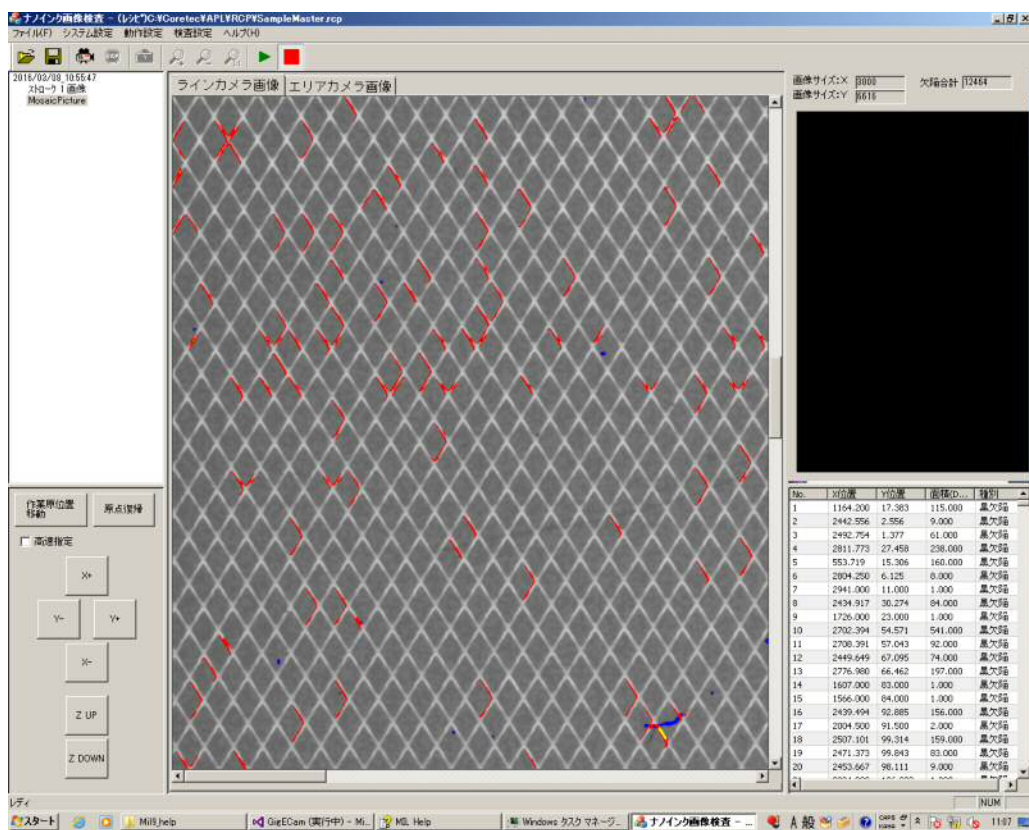 ナノインク画像検査 - (レシピ)C:¥Coretec¥APL¥RCP¥SampleMaster.rcp
ファイル(F) システム設定 動作設定 検査設定 ヘルプ(H)
2016/03/09_10:55:47
ストローク 1 画像
MosaicPicture
ラインカメラ画像 エリアカメラ画像
画像サイズ:X 3000 欠陥合計 12464
画像サイズ:Y 6616
作業原位置移動 原点復帰
高速指定
X+
Y- Y+
X-
Z UP
Z DOWN
No. X位置 Y位置 面積(D... 種別
1 1164.200 17.383 115.000 黒欠陥
2 2442.556 2.556 9.000 黒欠陥
3 2492.754 1.377 61.000 黒欠陥
4 2811.773 27.458 238.000 黒欠陥
5 553.719 15.306 160.000 黒欠陥
6 2804.250 6.125 8.000 黒欠陥
7 2941.000 11.000 1.000 黒欠陥
8 2434.917 30.274 84.000 黒欠陥
9 1726.000 23.000 1.000 黒欠陥
10 2702.394 54.571 541.000 黒欠陥
11 2708.391 57.043 92.000 黒欠陥
12 2449.649 67.095 74.000 黒欠陥
13 2776.980 66.462 197.000 黒欠陥
14 1607.000 83.000 1.000 黒欠陥
15 1566.000 84.000 1.000 黒欠陥
16 2439.494 92.885 156.000 黒欠陥
17 2004.500 91.500 2.000 黒欠陥
18 2507.101 99.314 159.000 黒欠陥
19 2471.373 99.843 83.000 黒欠陥
20 2453.667 98.111 9.000 黒欠陥
レディ NUM
スタート Mil9_help GigECam (実行中) - Mi... MIL Help Windows タスク マネージ... ナノインク画像検査 - ... A 般 CAPS KANA 11:07